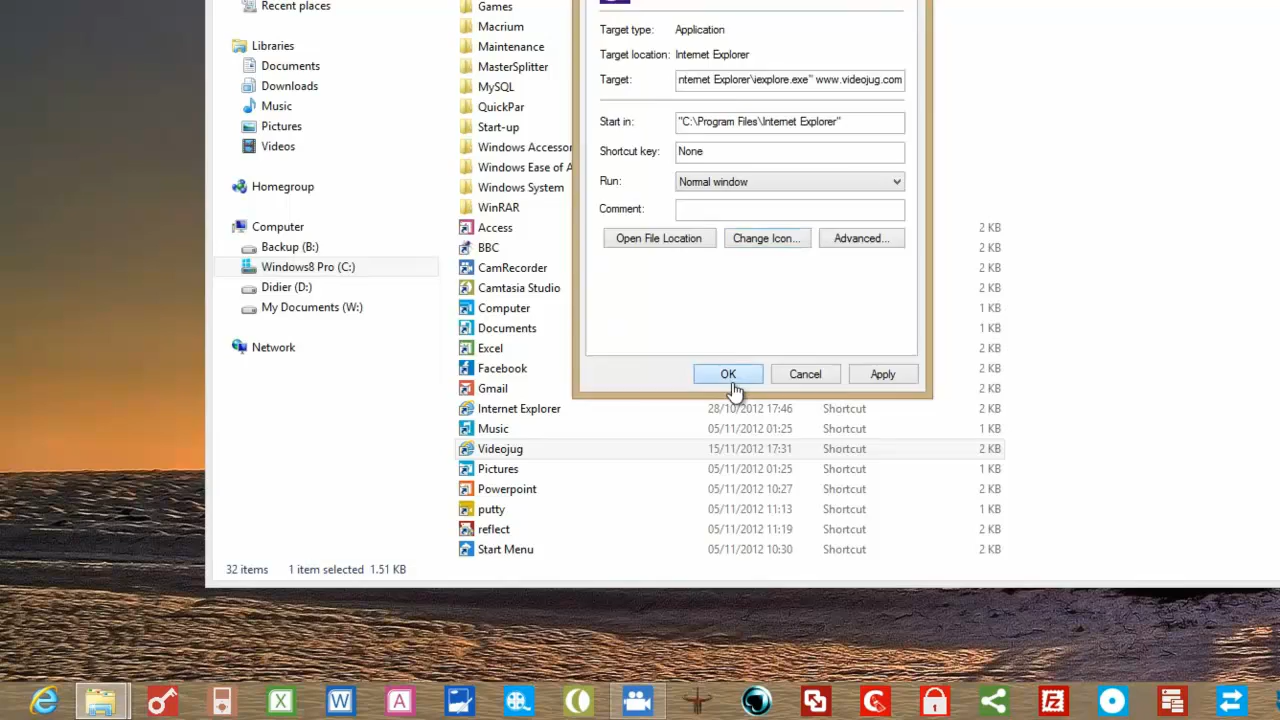 Recent places
Libraries
Documents
Downloads
Music
Pictures
Videos
Homegroup
Computer
Backup (B:)
Windows8 Pro (C:)
Didier (D:)
My Documents (W:)
Network
Games
Macrium
Maintenance
MasterSplitter
MySQL
QuickPar
Start-up
Windows Accessor
Windows Ease of A
Windows System
WinRAR
Access 2 KB
BBC 2 KB
CamRecorder 2 KB
Camtasia Studio 2 KB
Computer 1 KB
Documents 1 KB
Excel 2 KB
Facebook 2 KB
Gmail 2 KB
Internet Explorer 28/10/2012 17:46 Shortcut 2 KB
Music 05/11/2012 01:25 Shortcut 1 KB
Videojug 15/11/2012 17:31 Shortcut 2 KB
Pictures 05/11/2012 01:25 Shortcut 1 KB
Powerpoint 05/11/2012 10:27 Shortcut 2 KB
putty 05/11/2012 11:13 Shortcut 1 KB
reflect 05/11/2012 11:19 Shortcut 2 KB
Start Menu 05/11/2012 10:30 Shortcut 2 KB
Target type: Application
Target location: Internet Explorer
Target: nternet Explorer\iexplore.exe" www.videojug.com
Start in: "C:\Program Files\Internet Explorer"
Shortcut key: None
Run: Normal window
Comment:
Open File Location Change Icon... Advanced...
OK Cancel Apply
32 items 1 item selected 1.51 KB